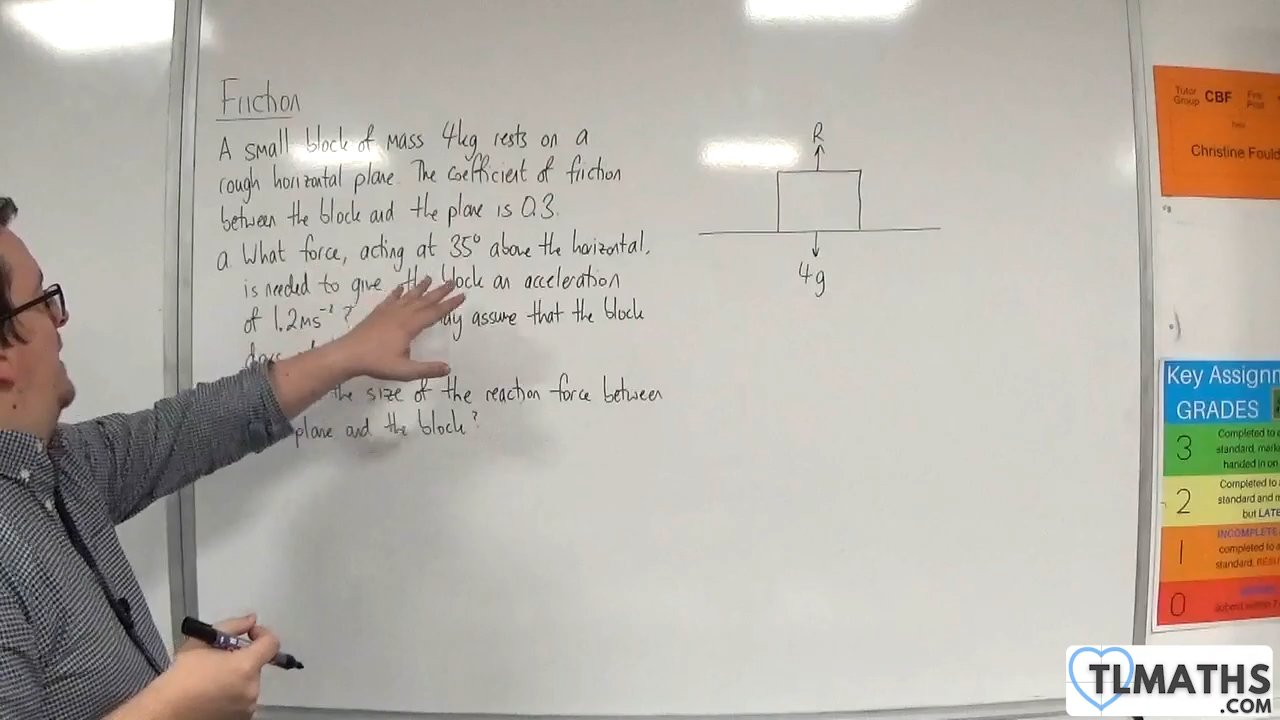 Friction
A small block of mass 4kg rests on a
rough horizontal plane. The coefficient of friction
between the block and the plane is 0.3.
a. What force, acting at 35° above the horizontal,
is needed to give the block an acceleration
of 1.2ms⁻² ? may assume that the block
the size of the reaction force between
plane and the block?
R
4g
Tutor Group CBF
Christine
Key
GRADES
3 Completed to
standard,
handed in on
2 Completed to
standard and
but LATE
1 INCOMPLETE
completed to
standard,
0
TLMATHS
.COM